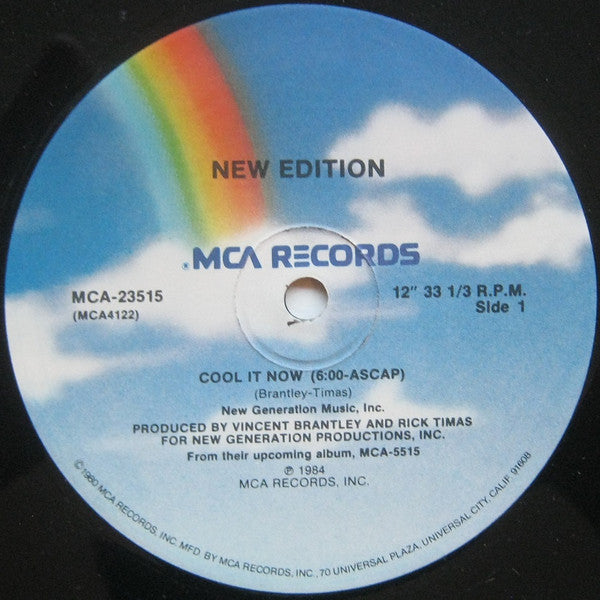 NEW EDITION
MCA RECORDS
MCA-23515
(MCA4122)
12" 33 1/3 R.P.M.
Side 1
COOL IT NOW (6:00-ASCAP)
(Brantley-Timas)
New Generation Music, Inc.
PRODUCED BY VINCENT BRANTLEY AND RICK TIMAS
FOR NEW GENERATION PRODUCTIONS, INC.
From their upcoming album, MCA-5515
℗ 1984
MCA RECORDS, INC.
©1980 MCA RECORDS, INC. MFD. BY MCA RECORDS, INC., 70 UNIVERSAL PLAZA, UNIVERSAL CITY, CALIF. 91608